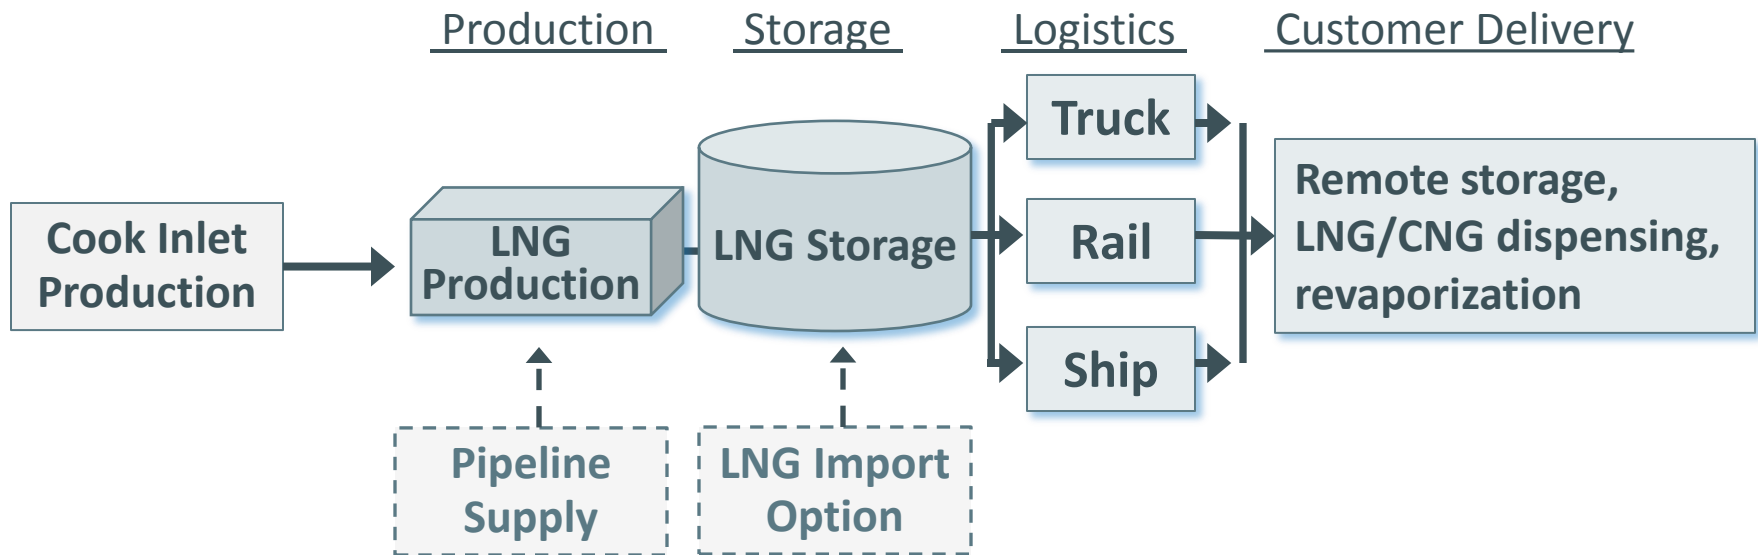 Production
Storage
Logistics
Customer Delivery
Cook Inlet
Production
LNG
Production
LNG Storage
Truck
Rail
Ship
Remote storage,
LNG/CNG dispensing,
revaporization
Pipeline
Supply
LNG Import
Option